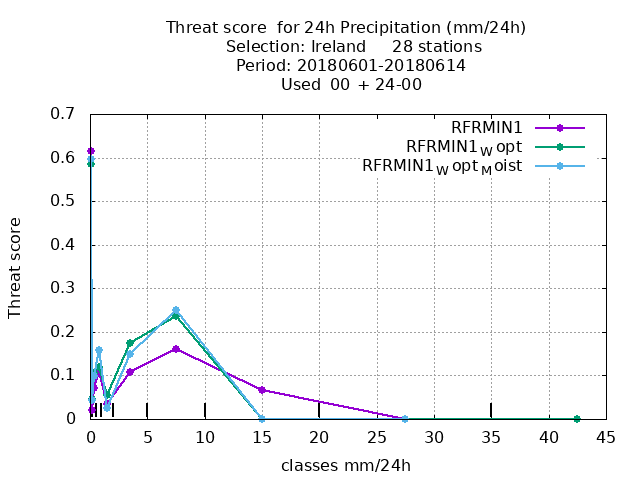 Threat score  for 24h Precipitation (mm/24h)
Selection: Ireland     28 stations
Period: 20180601-20180614
Used  00 + 24-00
RFRMIN1
RFRMIN1Wopt
RFRMIN1WoptMoist
Threat score
0.7
0.6
0.5
0.4
0.3
0.2
0.1
0
0 5 10 15 20 25 30 35 40 45
classes mm/24h